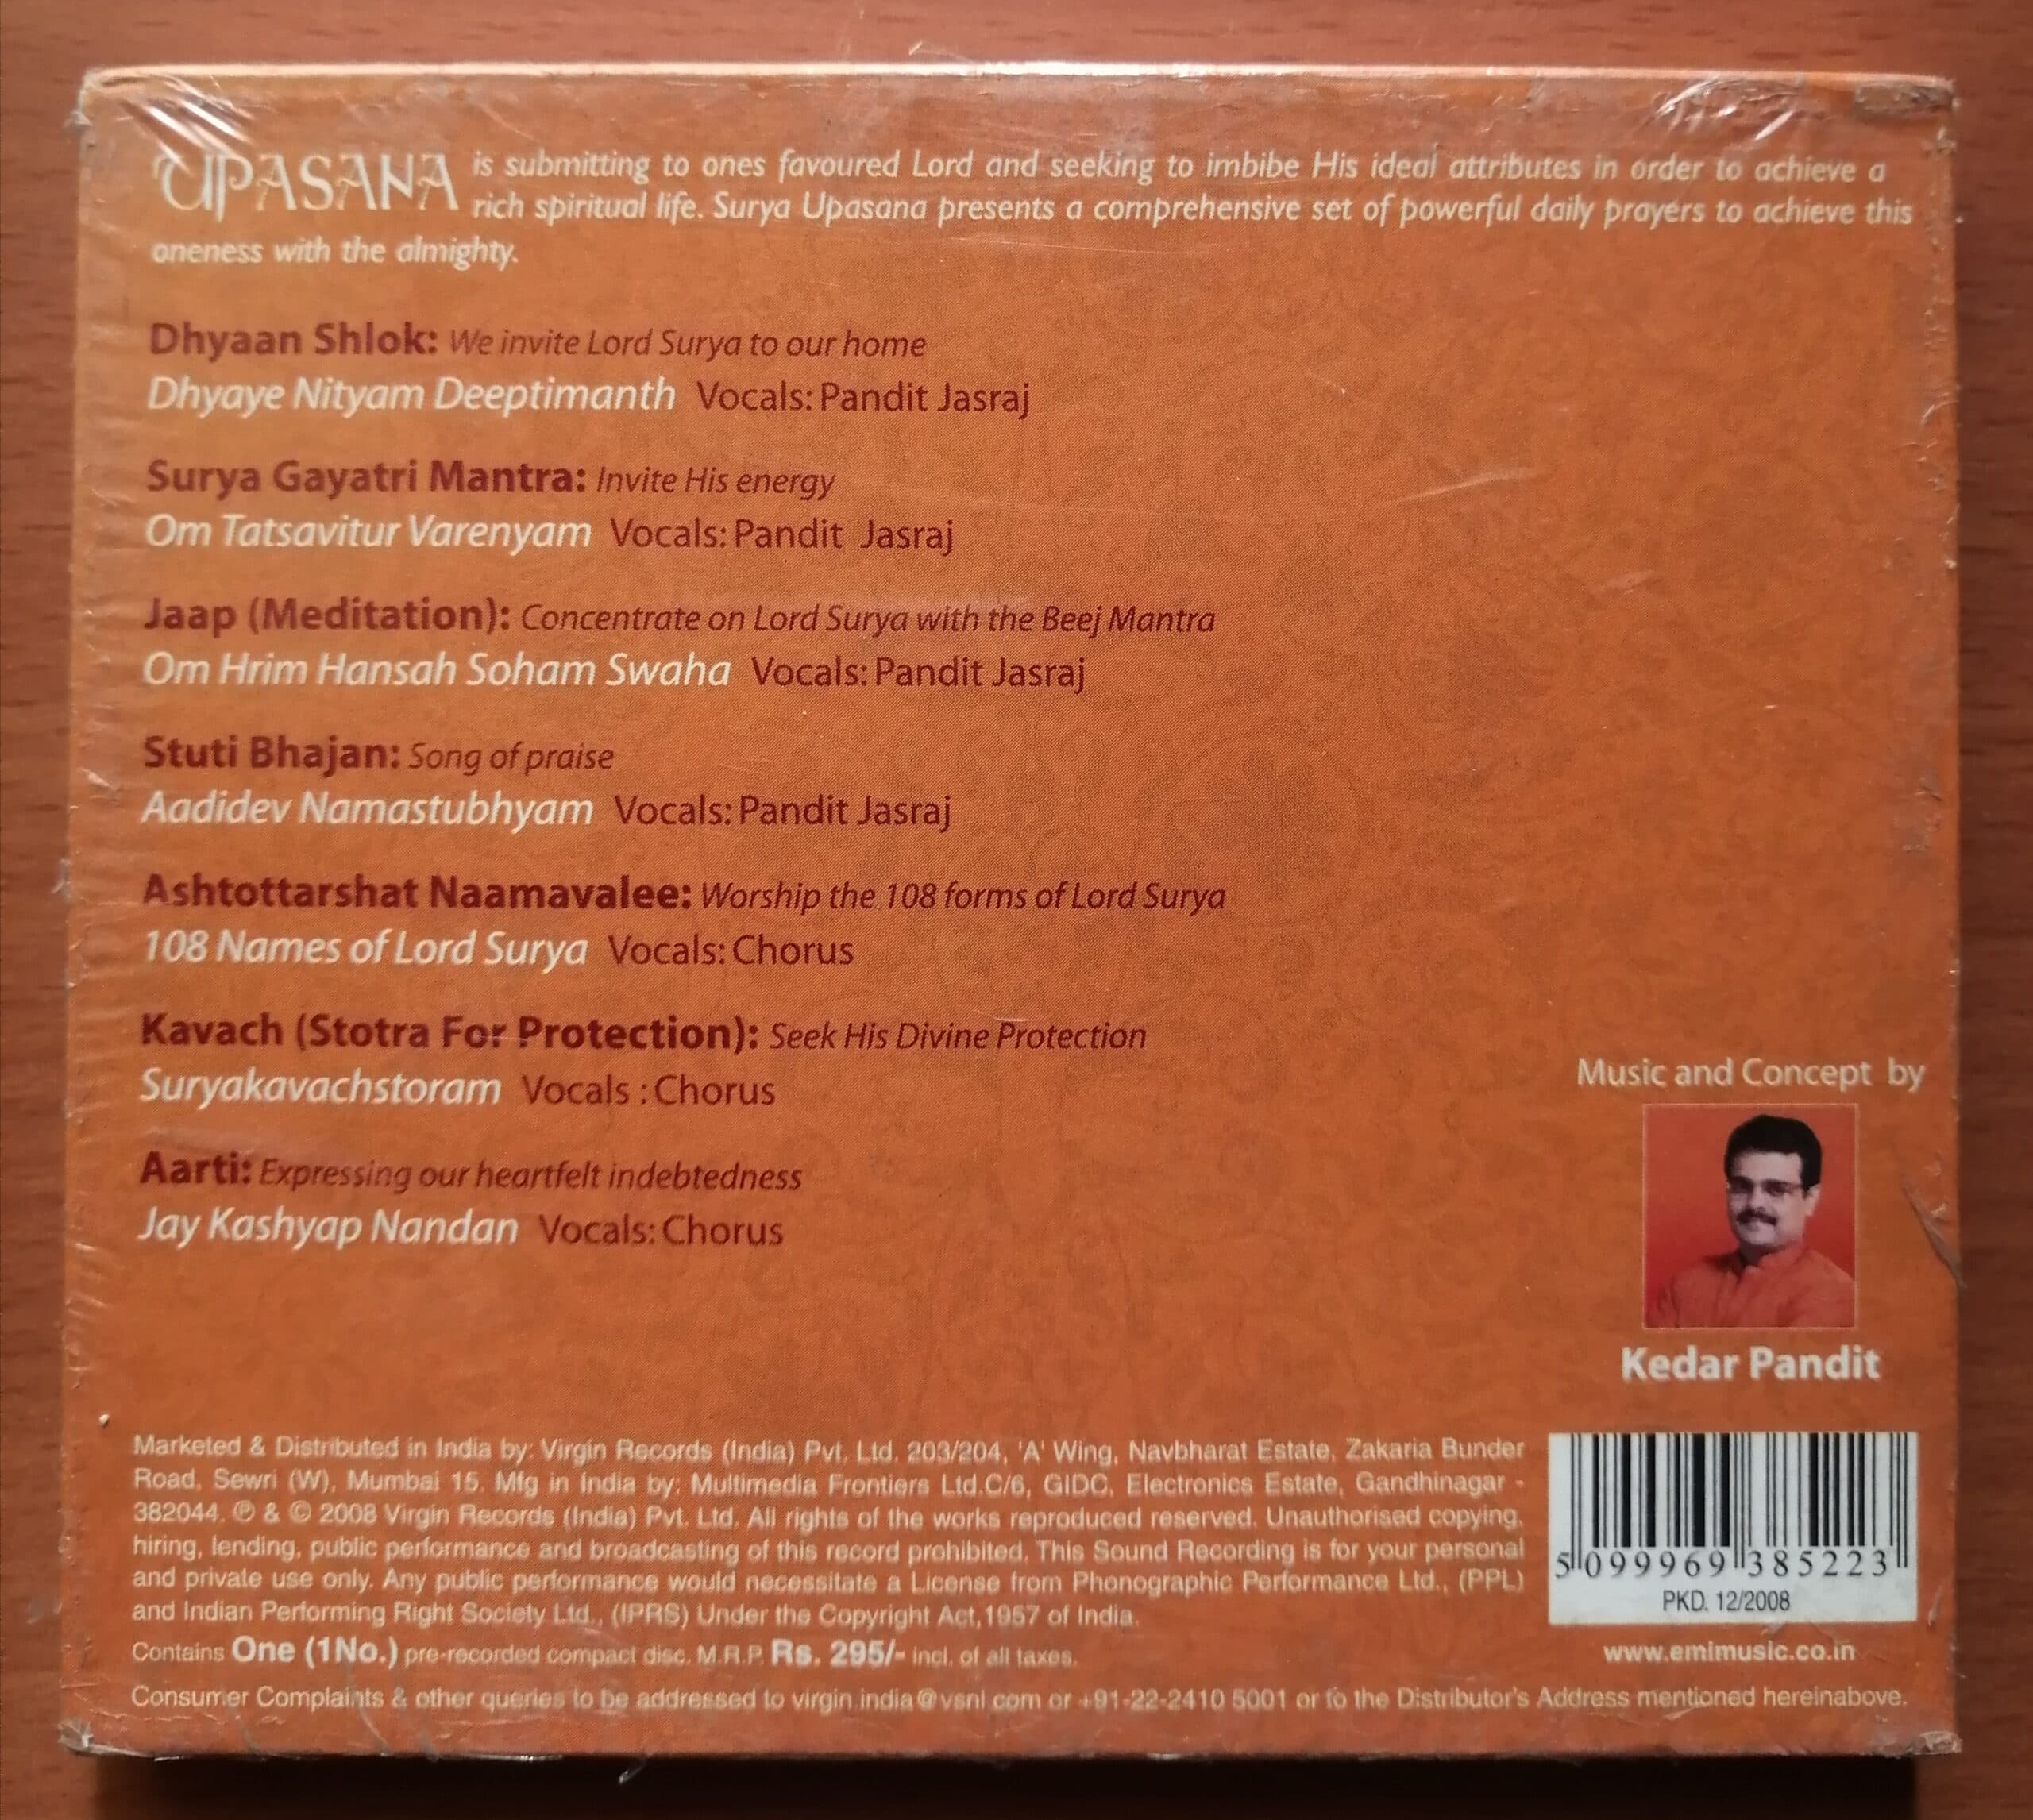 UPASANA is submitting to ones favoured Lord and seeking to imbibe His ideal attributes in order to achieve a
rich spiritual life. Surya Upasana presents a comprehensive set of powerful daily prayers to achieve this
oneness with the almighty.
Dhyaan Shlok: We invite Lord Surya to our home
Dhyaye Nityam Deeptimanth Vocals: Pandit Jasraj
Surya Gayatri Mantra: Invite His energy
Om Tatsavitur Varenyam Vocals: Pandit Jasraj
Jaap (Meditation): Concentrate on Lord Surya with the Beej Mantra
Om Hrim Hansah Soham Swaha Vocals: Pandit Jasraj
Stuti Bhajan: Song of praise
Aadidev Namastubhyam Vocals: Pandit Jasraj
Ashtottarshat Naamavalee: Worship the 108 forms of Lord Surya
108 Names of Lord Surya Vocals: Chorus
Kavach (Stotra For Protection): Seek His Divine Protection
Suryakavachstoram Vocals : Chorus
Aarti: Expressing our heartfelt indebtedness
Jay Kashyap Nandan Vocals: Chorus
Music and Concept by
Kedar Pandit
Marketed & Distributed in India by: Virgin Records (India) Pvt. Ltd. 203/204, 'A' Wing, Navbharat Estate, Zakaria Bunder
Road, Sewri (W), Mumbai 15. Mfg in India by: Multimedia Frontiers Ltd.C/6, GIDC, Electronics Estate, Gandhinagar -
382044. ℗ & © 2008 Virgin Records (India) Pvt. Ltd. All rights of the works reproduced reserved. Unauthorised copying,
hiring, lending, public performance and broadcasting of this record prohibited. This Sound Recording is for your personal
and private use only. Any public performance would necessitate a License from Phonographic Performance Ltd., (PPL)
and Indian Performing Right Society Ltd., (IPRS) Under the Copyright Act,1957 of India.
Contains One (1No.) pre-recorded compact disc. M.R.P. Rs. 295/- incl. of all taxes.
Consumer Complaints & other queries to be addressed to virgin.india@vsnl.com or +91-22-2410 5001 or to the Distributor's Address mentioned hereinabove.
5 099969 385223
PKD. 12/2008
www.emimusic.co.in